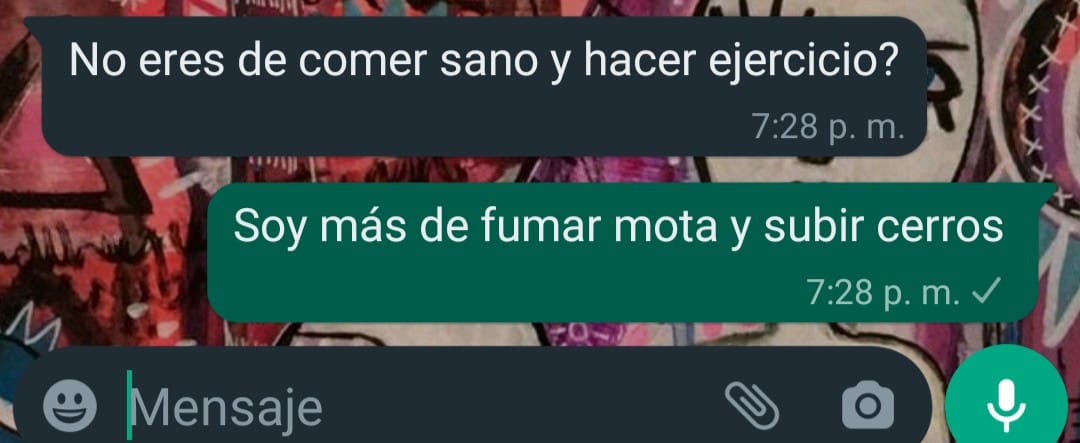 No eres de comer sano y hacer ejercicio?
7:28 p. m.
Soy más de fumar mota y subir cerros
7:28 p. m.
Mensaje